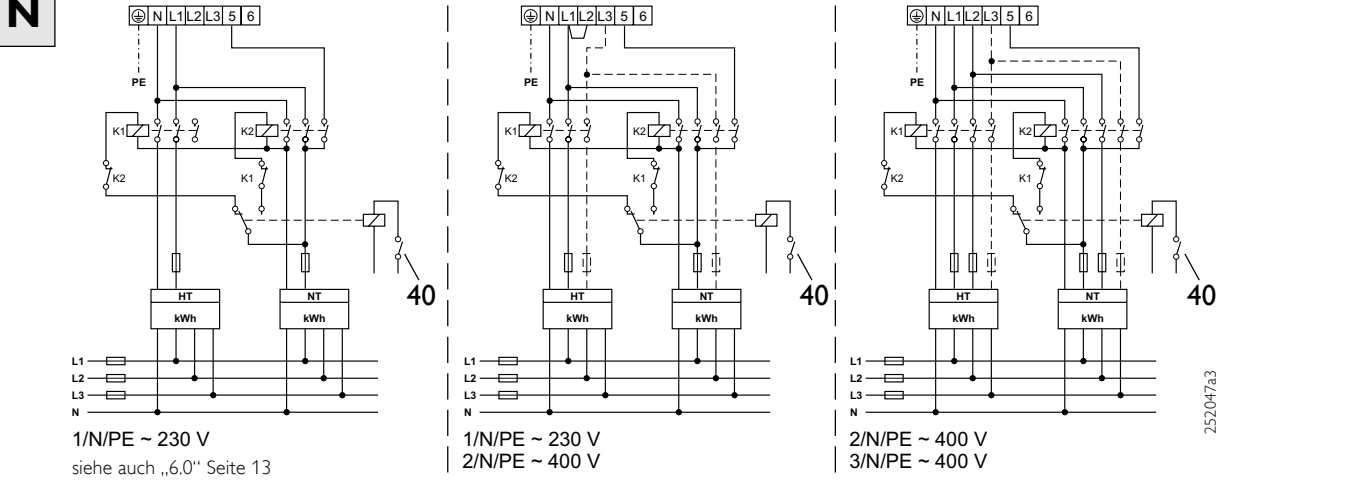 N
N L1 L2 L3 5 6
PE
K1
K2
K2
K1
40
HT
kWh
NT
kWh
L1
L2
L3
N
1/N/PE ~ 230 V
siehe auch „6.0“ Seite 13
N L1 L2 L3 5 6
PE
K1
K2
K2
K1
40
HT
kWh
NT
kWh
L1
L2
L3
N
1/N/PE ~ 230 V
2/N/PE ~ 400 V
N L1 L2 L3 5 6
PE
K1
K2
K2
K1
40
HT
kWh
NT
kWh
L1
L2
L3
N
2/N/PE ~ 400 V
3/N/PE ~ 400 V
252047a3